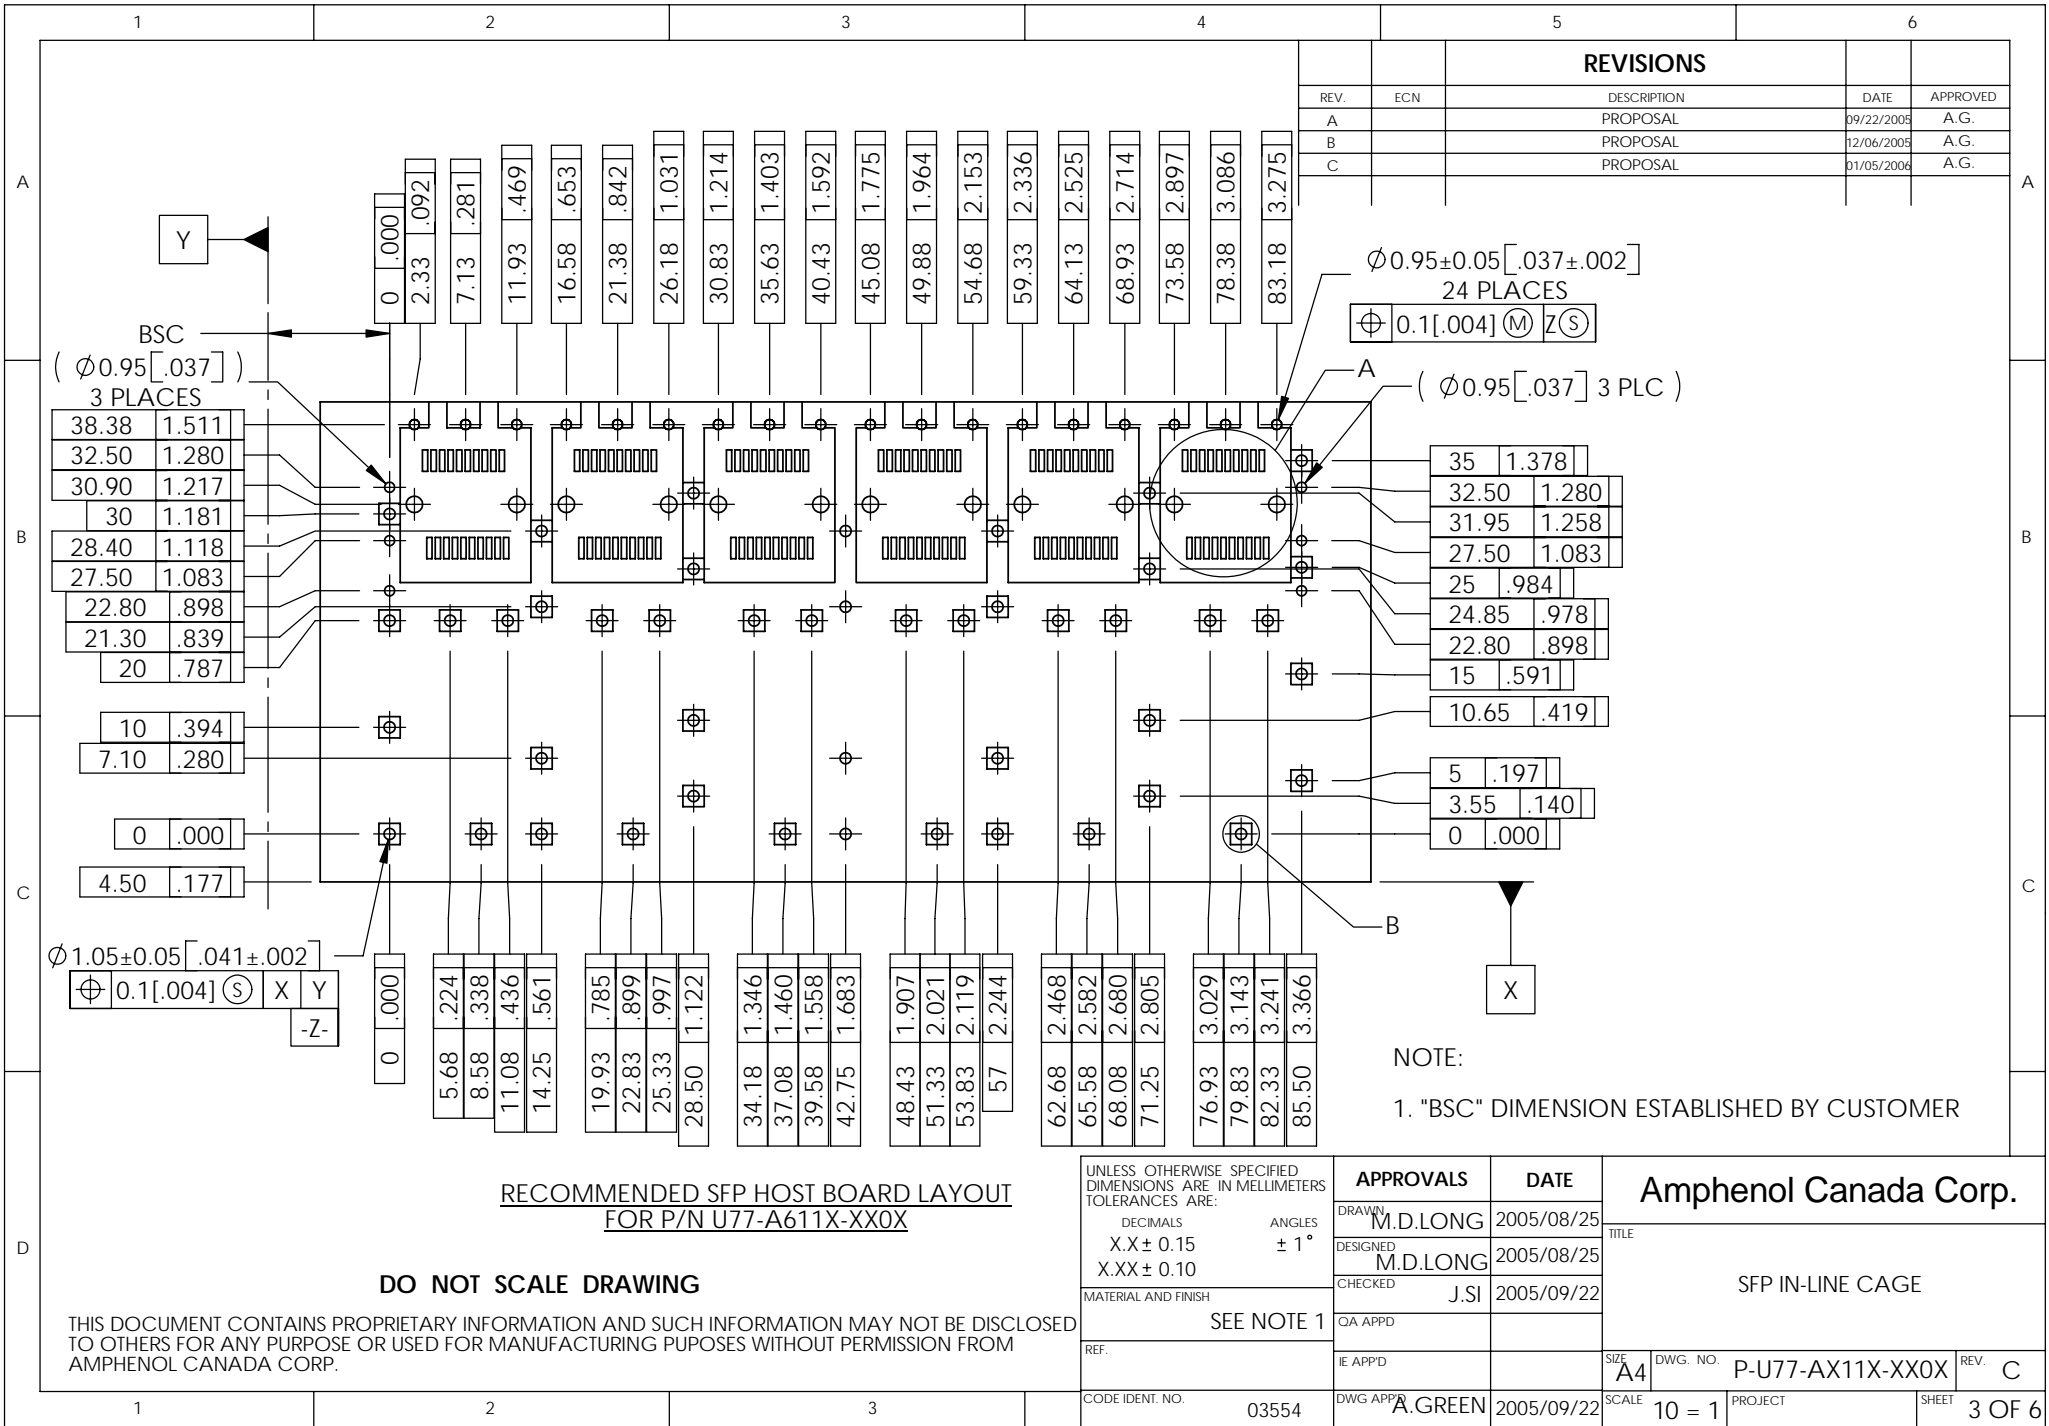 1 2 3 4 5 6
REVISIONS
REV. ECN DESCRIPTION DATE APPROVED
A PROPOSAL 09/22/2005 A.G.
B PROPOSAL 12/06/2005 A.G.
C PROPOSAL 01/05/2006 A.G.
A A
B B
C C
D
Y
0 .000
2.33 .092
7.13 .281
11.93 .469
16.58 .653
21.38 .842
26.18 1.031
30.83 1.214
35.63 1.403
40.43 1.592
45.08 1.775
49.88 1.964
54.68 2.153
59.33 2.336
64.13 2.525
68.93 2.714
73.58 2.897
78.38 3.086
83.18 3.275
Ø0.95±0.05[.037±.002]
24 PLACES
⌖ 0.1[.004] Ⓜ ZⓈ
BSC
( Ø0.95[.037] )
3 PLACES
A
( Ø0.95[.037] 3 PLC )
38.38 1.511
32.50 1.280
30.90 1.217
30 1.181
28.40 1.118
27.50 1.083
22.80 .898
21.30 .839
20 .787
10 .394
7.10 .280
0 .000
4.50 .177
35 1.378
32.50 1.280
31.95 1.258
27.50 1.083
25 .984
24.85 .978
22.80 .898
15 .591
10.65 .419
5 .197
3.55 .140
0 .000
B
X
Ø1.05±0.05[.041±.002]
⌖ 0.1[.004] Ⓢ X Y
-Z-
0 .000
5.68 .224
8.58 .338
11.08 .436
14.25 .561
19.93 .785
22.83 .899
25.33 .997
28.50 1.122
34.18 1.346
37.08 1.460
39.58 1.558
42.75 1.683
48.43 1.907
51.33 2.021
53.83 2.119
57 2.244
62.68 2.468
65.58 2.582
68.08 2.680
71.25 2.805
76.93 3.029
79.83 3.143
82.33 3.241
85.50 3.366
NOTE:
1. "BSC" DIMENSION ESTABLISHED BY CUSTOMER
RECOMMENDED SFP HOST BOARD LAYOUT
FOR P/N U77-A611X-XX0X
DO NOT SCALE DRAWING
THIS DOCUMENT CONTAINS PROPRIETARY INFORMATION AND SUCH INFORMATION MAY NOT BE DISCLOSED
TO OTHERS FOR ANY PURPOSE OR USED FOR MANUFACTURING PUPOSES WITHOUT PERMISSION FROM
AMPHENOL CANADA CORP.
UNLESS OTHERWISE SPECIFIED
DIMENSIONS ARE IN MELLIMETERS
TOLERANCES ARE:
DECIMALS ANGLES
X.X ± 0.15 ± 1°
X.XX ± 0.10
MATERIAL AND FINISH
SEE NOTE 1
REF.
CODE IDENT. NO. 03554
APPROVALS DATE
DRAWN M.D.LONG 2005/08/25
DESIGNED M.D.LONG 2005/08/25
CHECKED J.SI 2005/09/22
QA APPD
IE APP'D
DWG APP'D A.GREEN 2005/09/22
Amphenol Canada Corp.
TITLE
SFP IN-LINE CAGE
SIZE A4 DWG. NO. P-U77-AX11X-XX0X REV. C
SCALE 10 = 1 PROJECT SHEET 3 OF 6
1 2 3